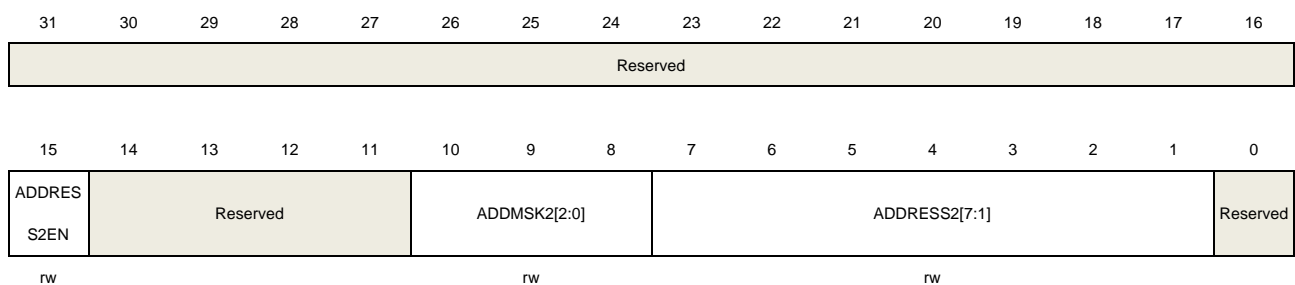 31 30 29 28 27 26 25 24 23 22 21 20 19 18 17 16
Reserved
15 14 13 12 11 10 9 8 7 6 5 4 3 2 1 0
ADDRES
S2EN
Reserved
ADDMSK2[2:0]
ADDRESS2[7:1]
Reserved
rw rw rw